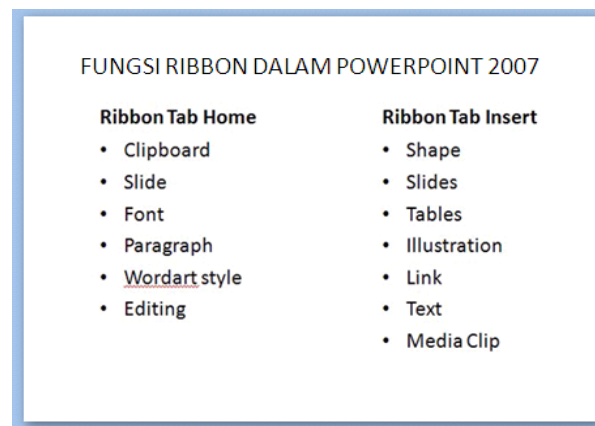 FUNGSI RIBBON DALAM POWERPOINT 2007
Ribbon Tab Home
• Clipboard
• Slide
• Font
• Paragraph
• Wordart style
• Editing
Ribbon Tab Insert
• Shape
• Slides
• Tables
• Illustration
• Link
• Text
• Media Clip